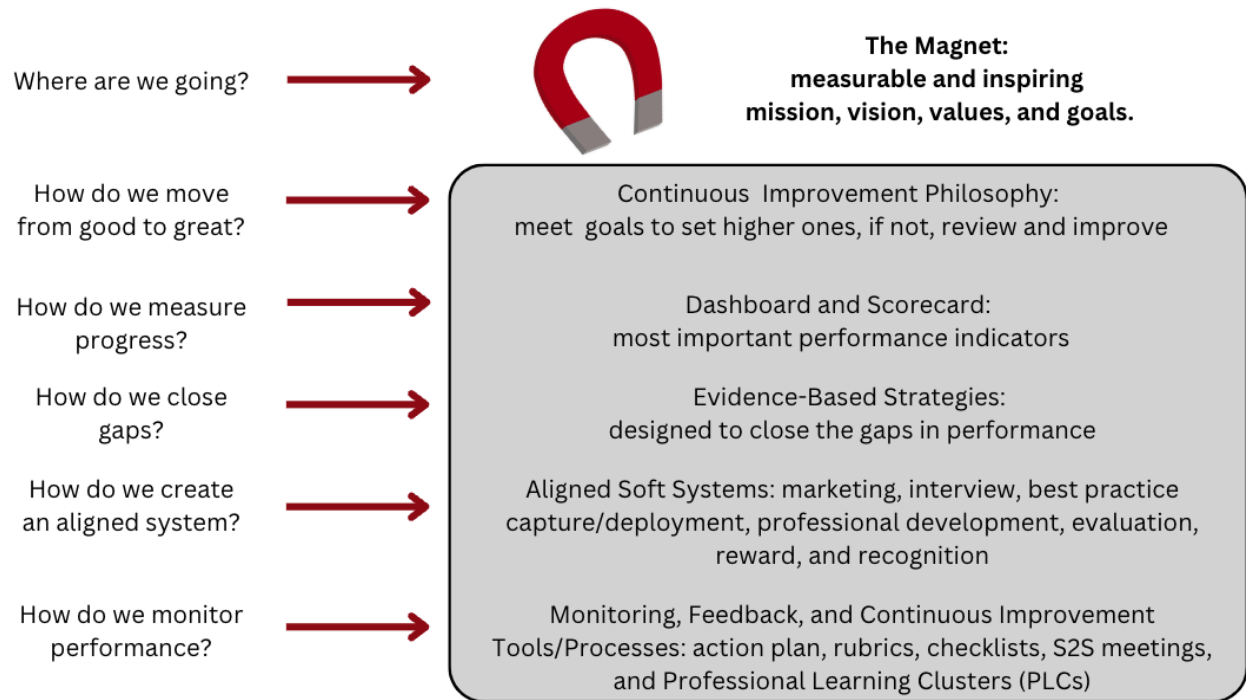 Where are we going?
The Magnet:
measurable and inspiring
mission, vision, values, and goals.
How do we move
from good to great?
Continuous Improvement Philosophy:
meet goals to set higher ones, if not, review and improve
How do we measure
progress?
Dashboard and Scorecard:
most important performance indicators
How do we close
gaps?
Evidence-Based Strategies:
designed to close the gaps in performance
How do we create
an aligned system?
Aligned Soft Systems: marketing, interview, best practice
capture/deployment, professional development, evaluation,
reward, and recognition
How do we monitor
performance?
Monitoring, Feedback, and Continuous Improvement
Tools/Processes: action plan, rubrics, checklists, S2S meetings,
and Professional Learning Clusters (PLCs)